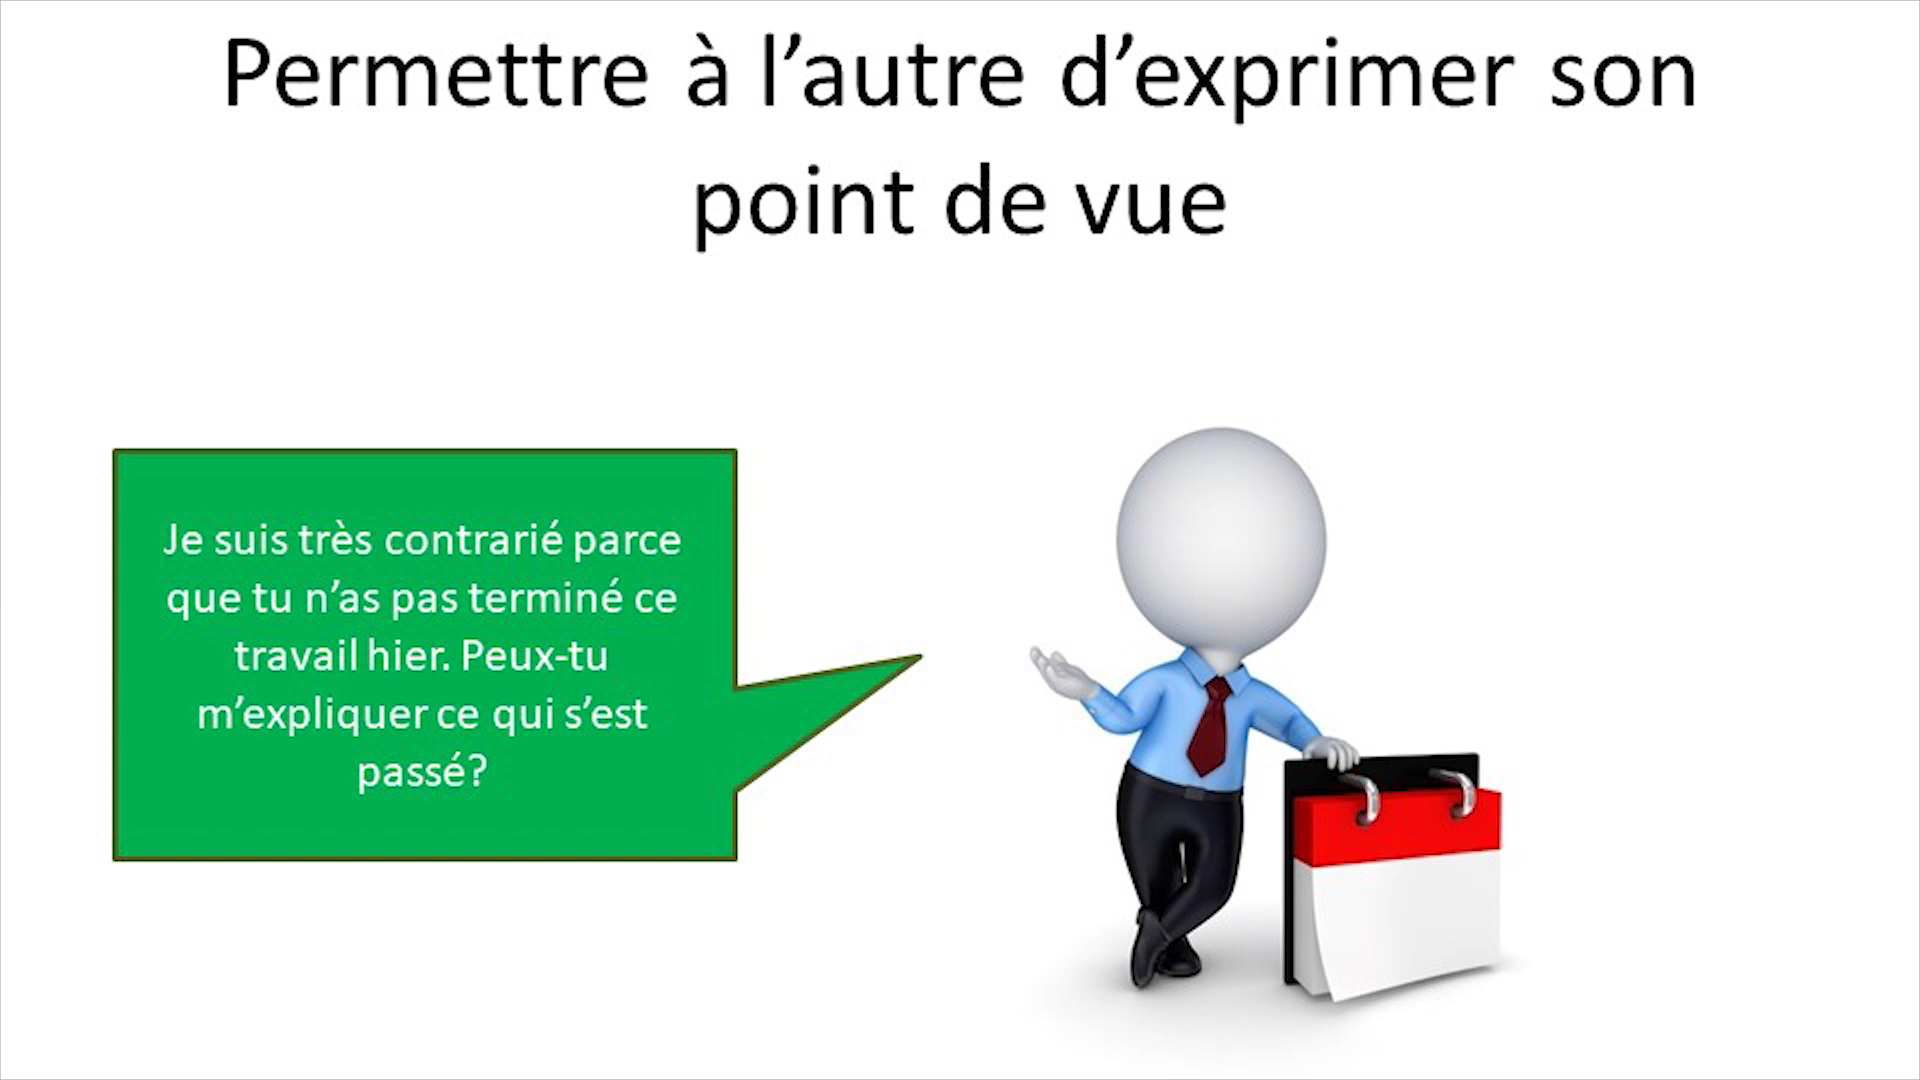 Permettre à l’autre d’exprimer son
point de vue
Je suis très contrarié parce
que tu n’as pas terminé ce
travail hier. Peux-tu
m’expliquer ce qui s’est
passé?